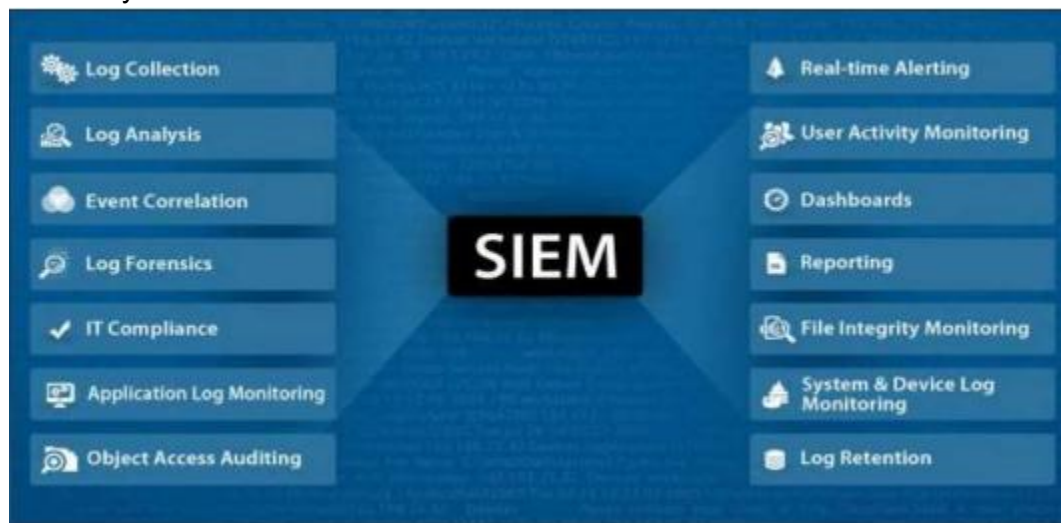 Log Collection
Log Analysis
Event Correlation
Log Forensics
IT Compliance
Application Log Monitoring
Object Access Auditing
SIEM
Real-time Alerting
User Activity Monitoring
Dashboards
Reporting
File Integrity Monitoring
System & Device Log
Monitoring
Log Retention